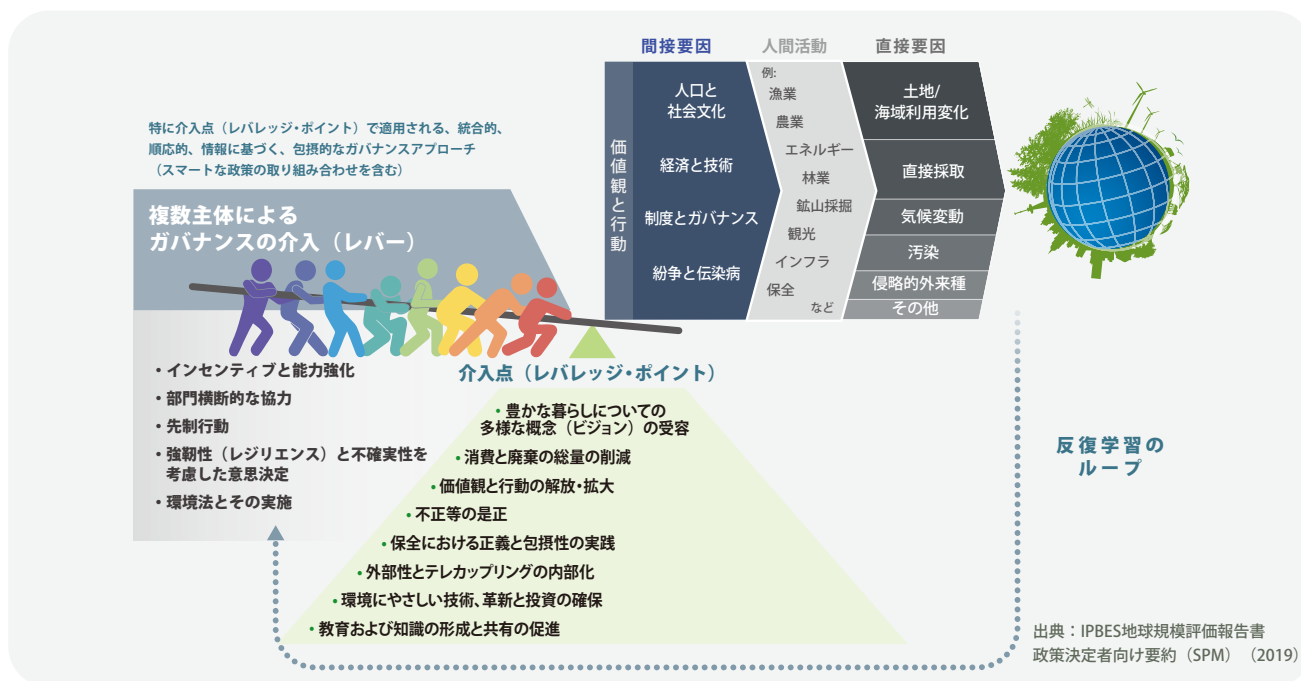 間接要因
人間活動
直接要因
価値観と行動
人口と
社会文化
経済と技術
制度とガバナンス
紛争と伝染病
例:
漁業
農業
エネルギー
林業
鉱山採掘
観光
インフラ
保全
など
土地/
海域利用変化
直接採取
気候変動
汚染
侵略的外来種
その他
特に介入点（レバレッジ・ポイント）で適用される、統合的、
順応的、情報に基づく、包摂的なガバナンスアプローチ
（スマートな政策の取り組み合わせを含む）
複数主体による
ガバナンスの介入（レバー）
・インセンティブと能力強化
・部門横断的な協力
・先制行動
・強靭性（レジリエンス）と不確実性を
考慮した意思決定
・環境法とその実施
介入点（レバレッジ・ポイント）
・豊かな暮らしについての
多様な概念（ビジョン）の受容
・消費と廃棄の総量の削減
・価値観と行動の解放・拡大
・不正等の是正
・保全における正義と包摂性の実践
・外部性とテレカップリングの内部化
・環境にやさしい技術、革新と投資の確保
・教育および知識の形成と共有の促進
反復学習の
ループ
出典：IPBES地球規模評価報告書
政策決定者向け要約（SPM）（2019）